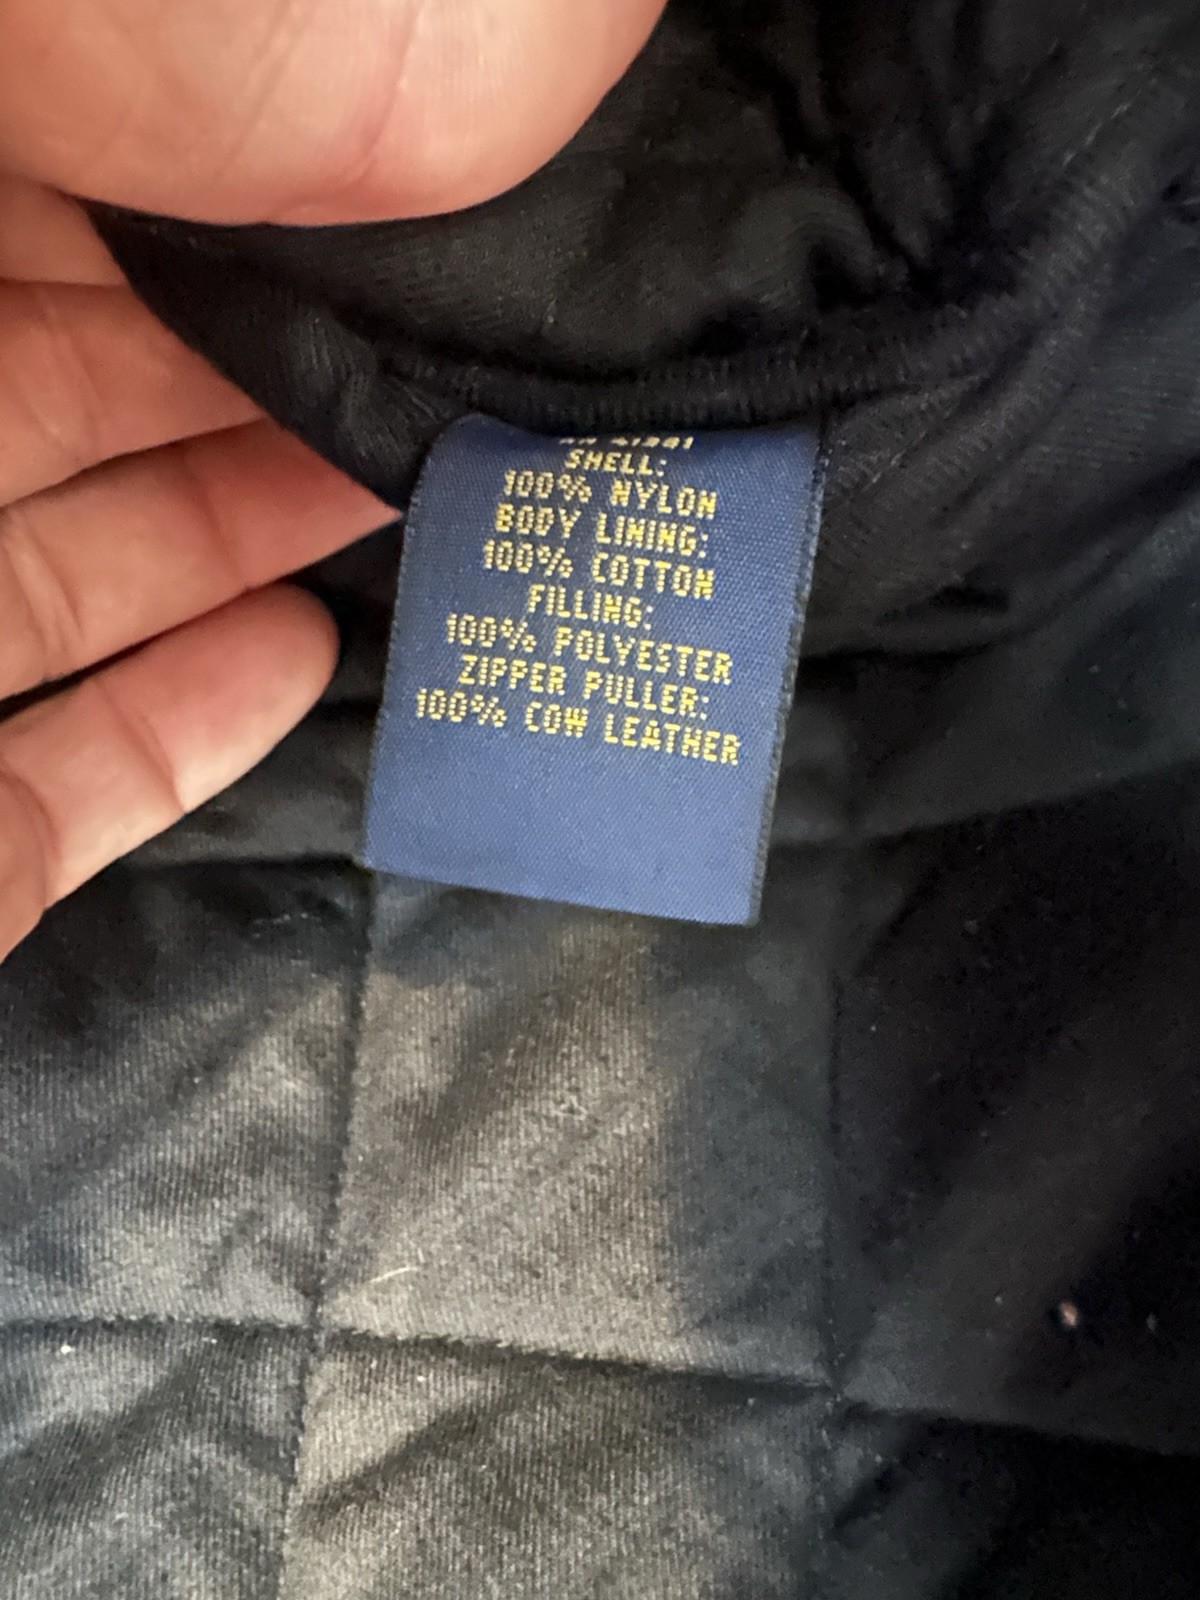 SHELL:
100% NYLON
BODY LINING:
100% COTTON
FILLING:
100% POLYESTER
ZIPPER PULLER:
100% COW LEATHER